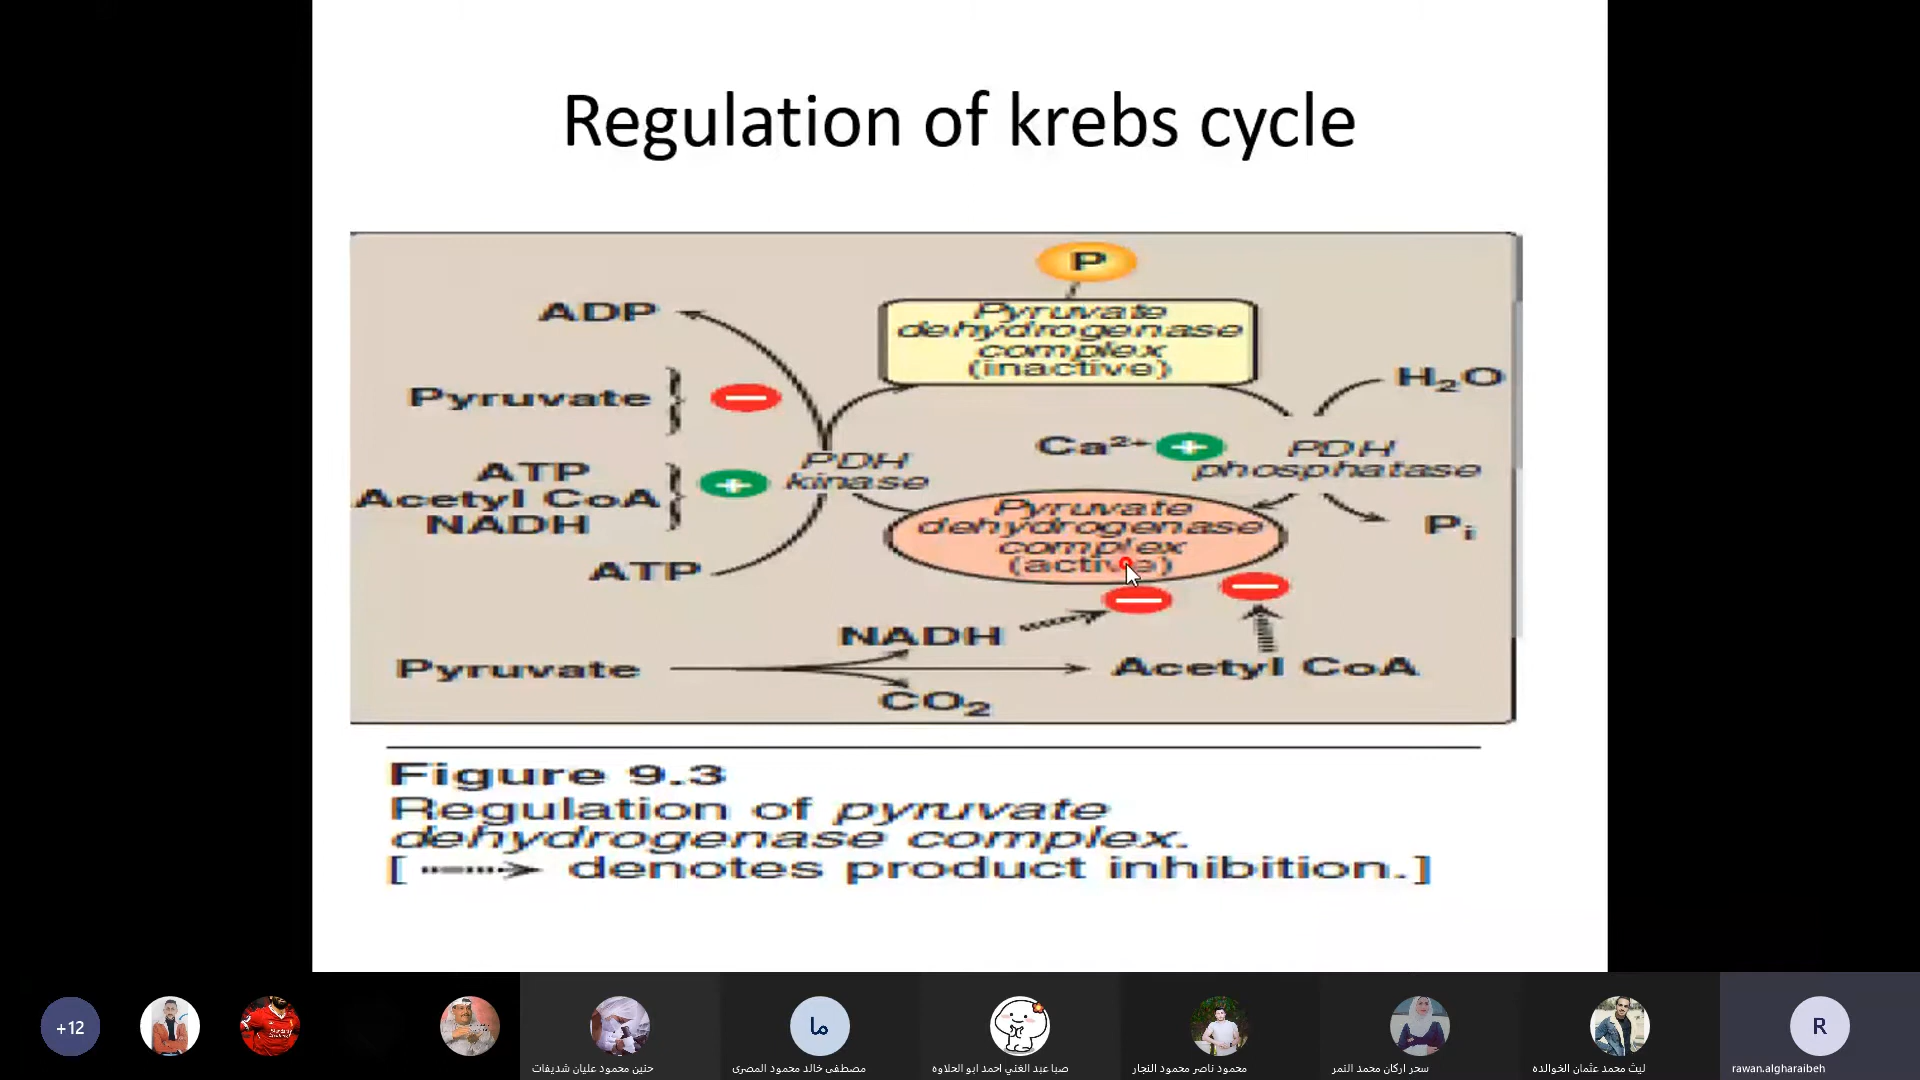 Regulation of krebs cycle
P
ADP
Pyruvate
dehydrogenase
complex
(inactive)
H₂O
Pyruvate
ATP
Acetyl CoA
NADH
PDH
kinase
Ca²⁺
PDH
phosphatase
Pyruvate
dehydrogenase
complex
(active)
Pᵢ
ATP
NADH
Pyruvate
Acetyl CoA
CO₂
Figure 9.3
Regulation of pyruvate
dehydrogenase complex.
[ denotes product inhibition.]
+12
ما
R
حنين محمود عليان شديفات
مصطفى خالد محمود المصرى
صبا عبد الغني احمد ابو الحلاوه
محمود ناصر محمود النجار
سحر اركان محمد النمر
ليث محمد عثمان الخوالده
rawan.algharaibeh